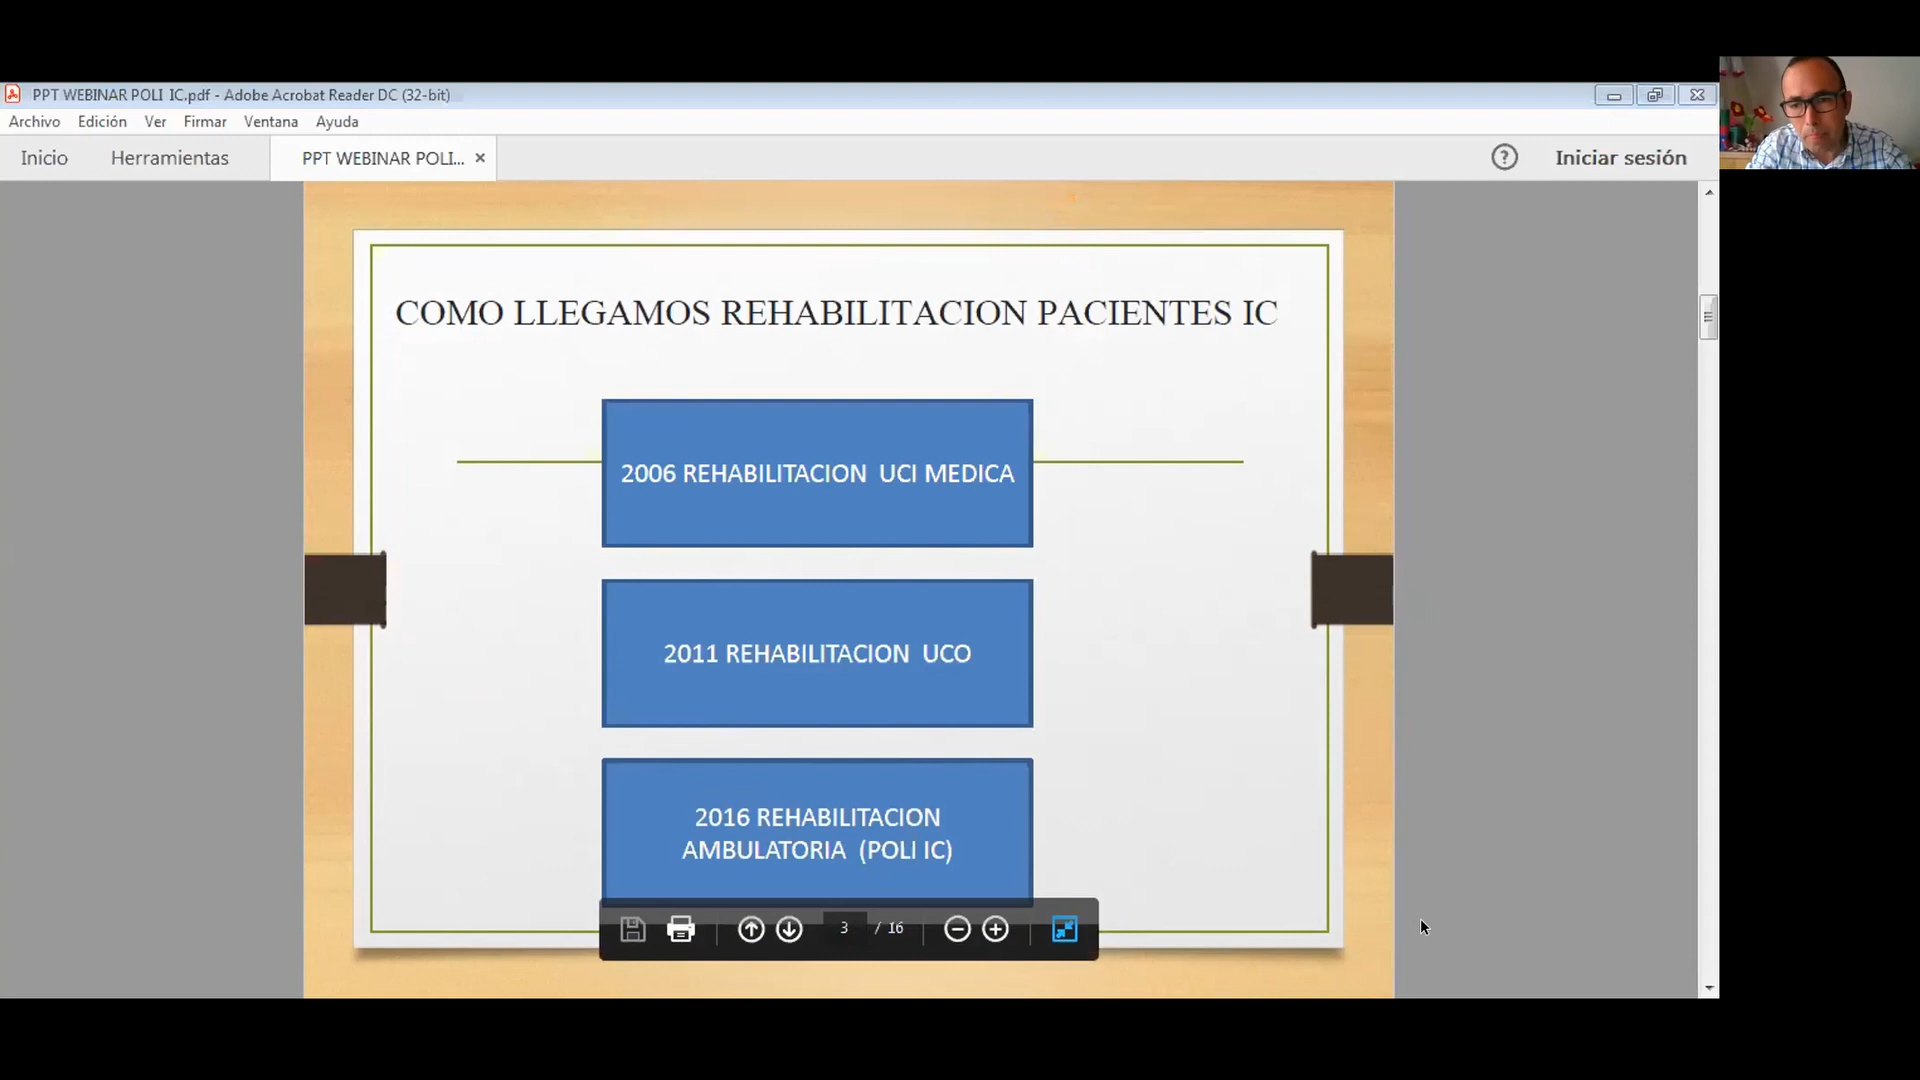 PPT WEBINAR POLI IC.pdf - Adobe Acrobat Reader DC (32-bit)
Archivo Edición Ver Firmar Ventana Ayuda
Inicio Herramientas PPT WEBINAR POLI... × ? Iniciar sesión
COMO LLEGAMOS REHABILITACION PACIENTES IC
2006 REHABILITACION UCI MEDICA
2011 REHABILITACION UCO
2016 REHABILITACION
AMBULATORIA (POLI IC)
3 / 16